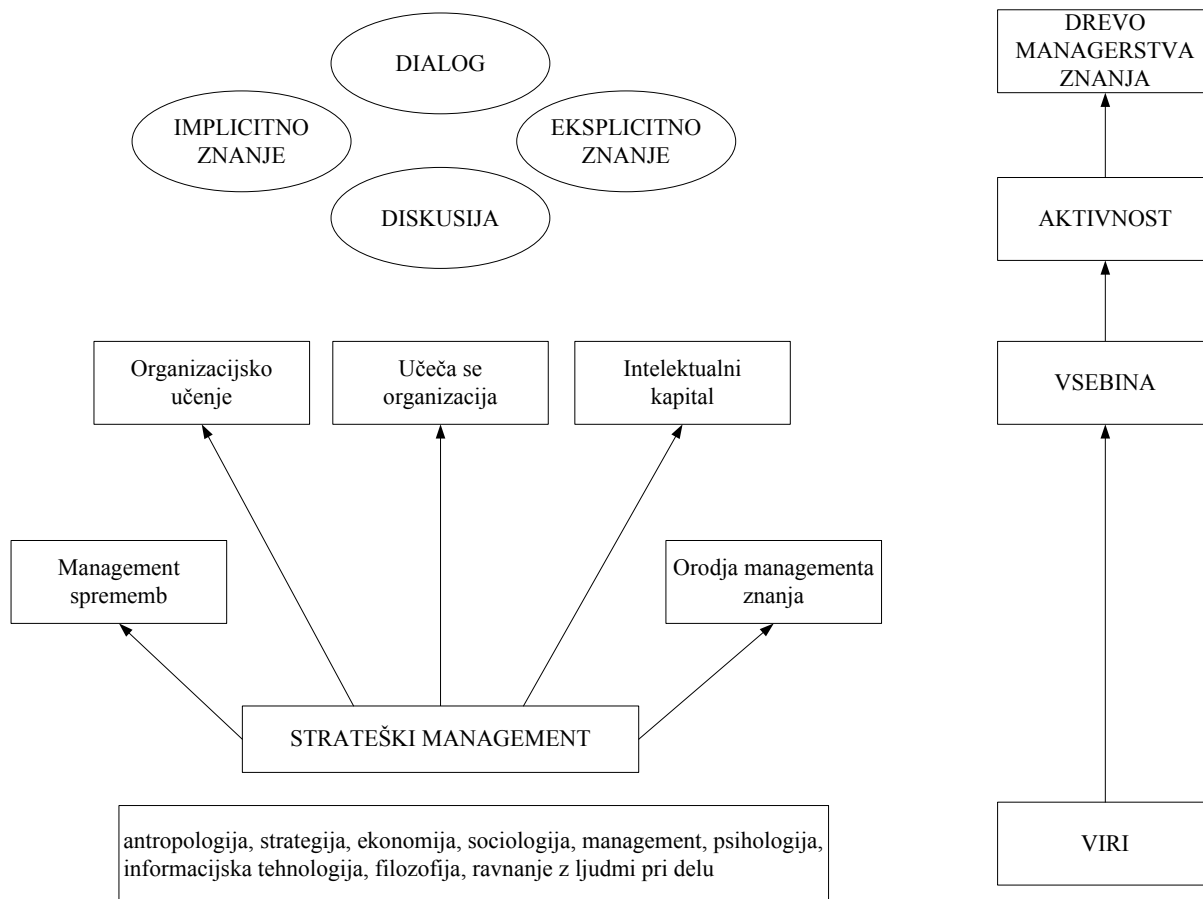 DIALOG
IMPLICITNO
ZNANJE
EKSPLICITNO
ZNANJE
DISKUSIJA
Organizacijsko
učenje
Učeča se
organizacija
Intelektualni
kapital
Management
sprememb
Orodja managementa
znanja
STRATEŠKI MANAGEMENT
antropologija, strategija, ekonomija, sociologija, management, psihologija,
informacijska tehnologija, filozofija, ravnanje z ljudmi pri delu
DREVO
MANAGERSTVA
ZNANJA
AKTIVNOST
VSEBINA
VIRI